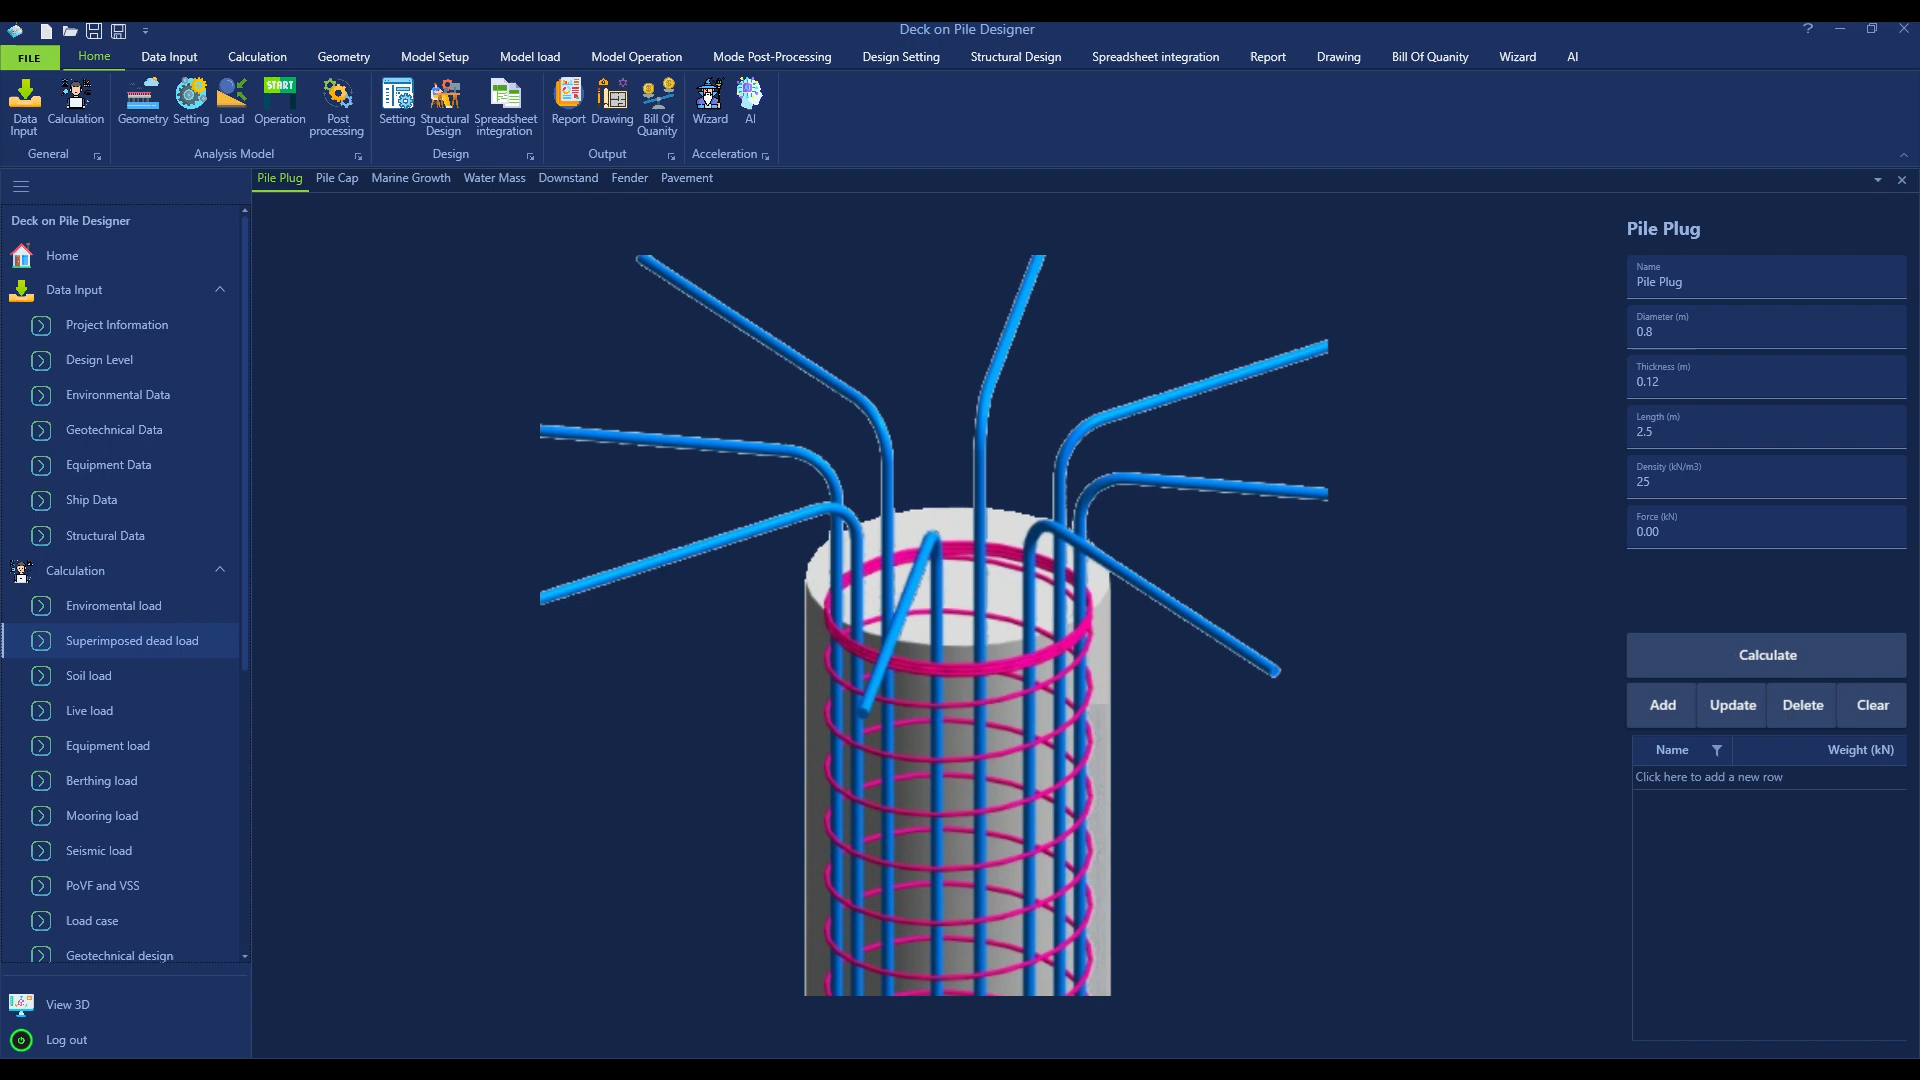 Deck on Pile Designer
?
FILE
Home
Data Input
Calculation
Geometry
Model Setup
Model load
Model Operation
Mode Post-Processing
Design Setting
Structural Design
Spreadsheet integration
Report
Drawing
Bill Of Quanity
Wizard
AI
Data Input
Calculation
General
Geometry
Setting
Load
START
Operation
Post processing
Analysis Model
Setting
Structural Design
Spreadsheet integration
Design
Report
Drawing
Bill Of Quanity
Output
Wizard
AI
Acceleration
Deck on Pile Designer
Home
Data Input
Project Information
Design Level
Environmental Data
Geotechnical Data
Equipment Data
Ship Data
Structural Data
Calculation
Enviromental load
Superimposed dead load
Soil load
Live load
Equipment load
Berthing load
Mooring load
Seismic load
PoVF and VSS
Load case
Geotechnical design
View 3D
Log out
Pile Plug
Pile Cap
Marine Growth
Water Mass
Downstand
Fender
Pavement
Pile Plug
Name
Pile Plug
Diameter (m)
0.8
Thickness (m)
0.12
Length (m)
2.5
Density (kN/m3)
25
Force (kN)
0.00
Calculate
Add
Update
Delete
Clear
Name
Weight (kN)
Click here to add a new row